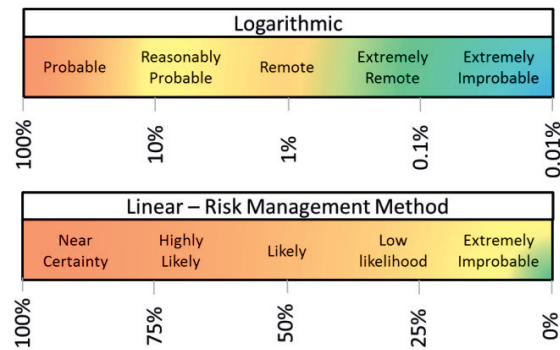 Logarithmic
Probable
Reasonably
Probable
Remote
Extremely
Remote
Extremely
Improbable
100%
10%
1%
0.1%
0.01%
Linear – Risk Management Method
Near
Certainty
Highly
Likely
Likely
Low
likelihood
Extremely
Improbable
100%
75%
50%
25%
0%